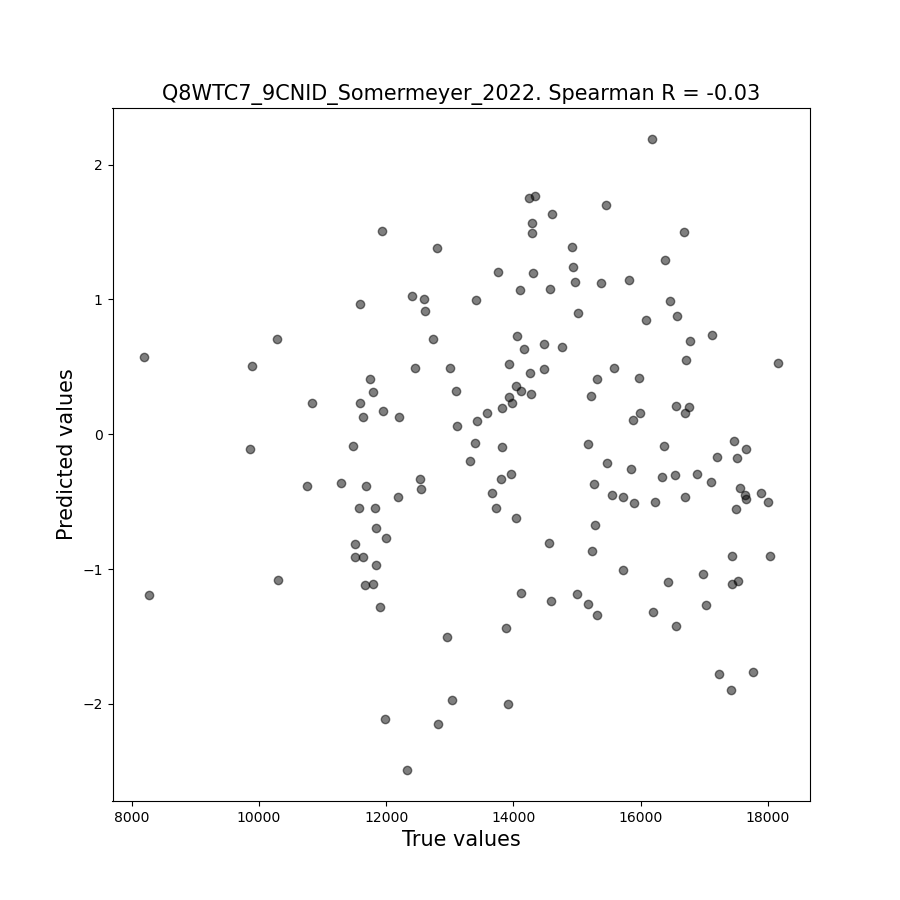 Q8WTC7_9CNID_Somermeyer_2022. Spearman R = -0.03
Predicted values
2
1
0
−1
−2
8000 10000 12000 14000 16000 18000
True values